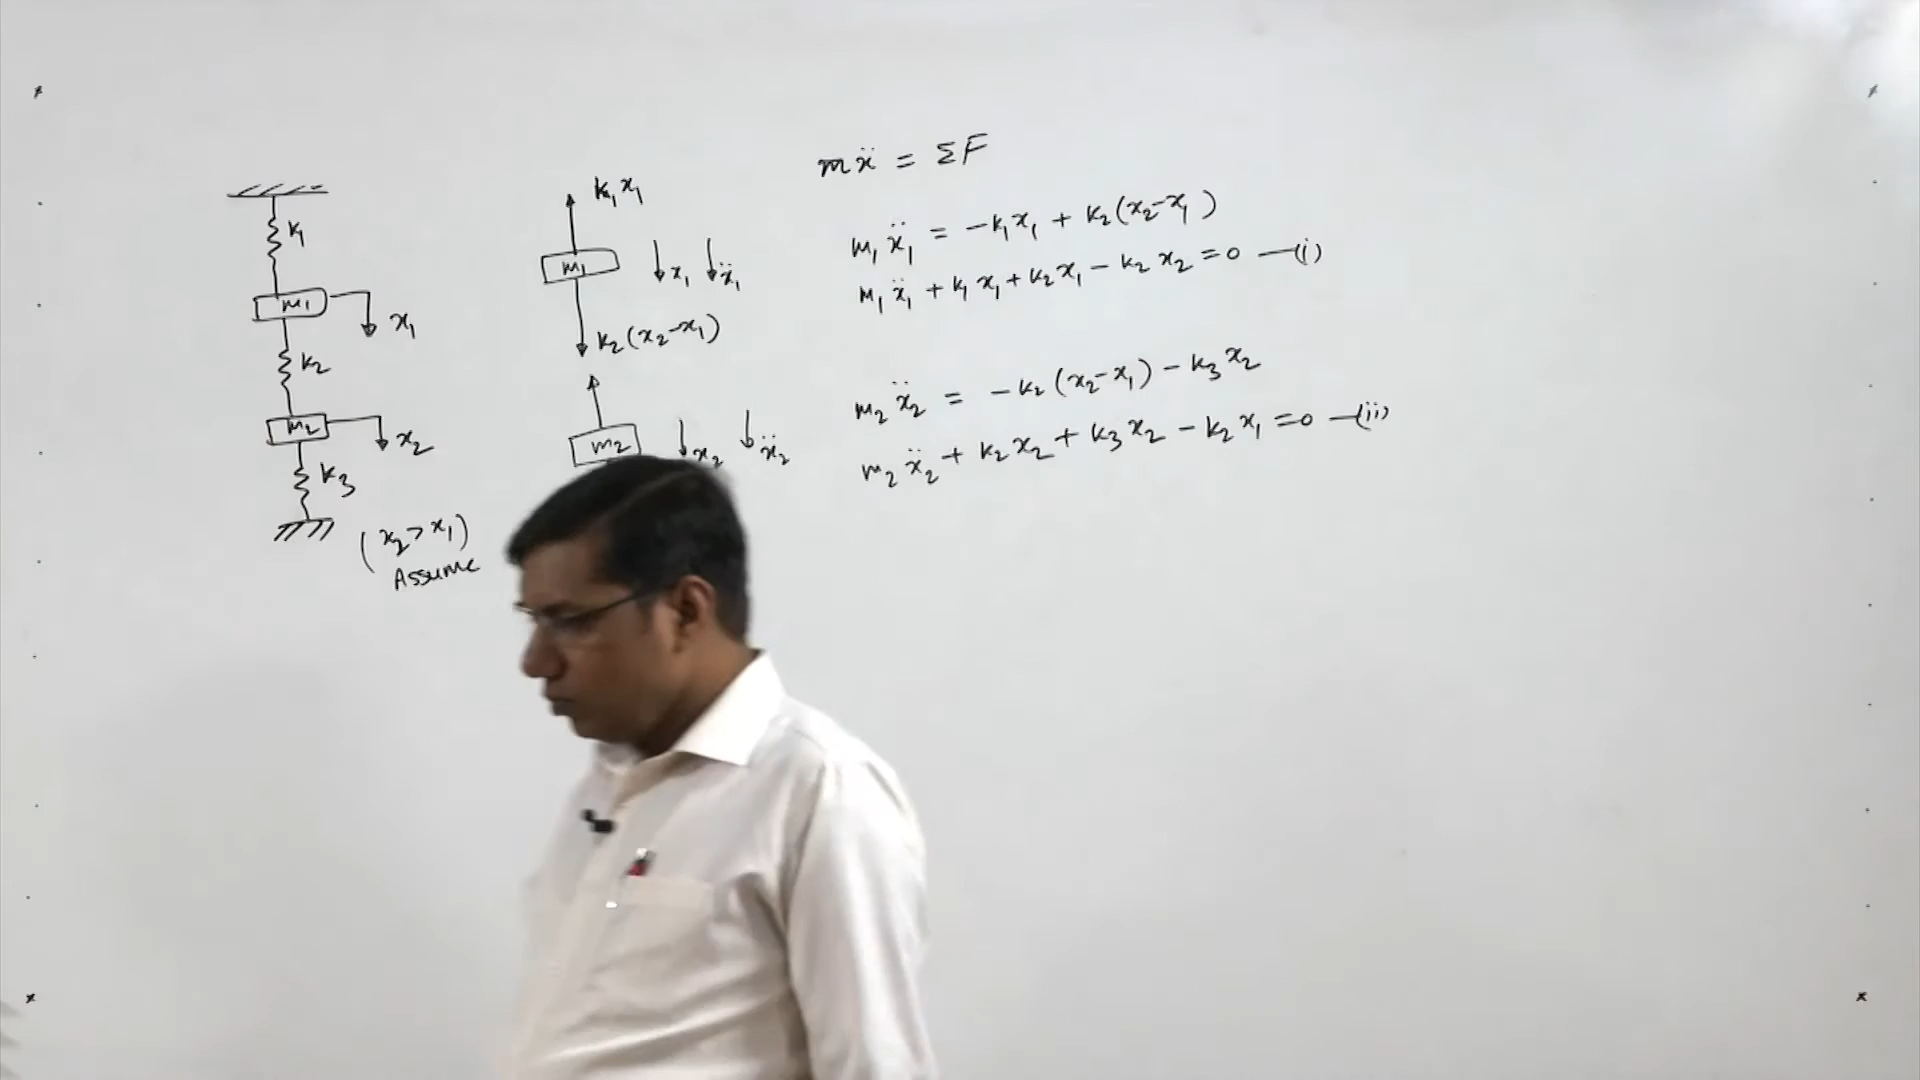 k₁
m₁
x₁
k₂
m₂
x₂
k₃
(x₂ > x₁)
Assume
k₁x₁
m₁
x₁ ẍ₁
k₂(x₂-x₁)
m₂
x₂ ẍ₂
mẍ = ΣF
m₁ẍ₁ = -k₁x₁ + k₂(x₂-x₁)
m₁ẍ₁ + k₁x₁ + k₂x₁ - k₂x₂ = 0 —(i)
m₂ẍ₂ = -k₂(x₂-x₁) - k₃x₂
m₂ẍ₂ + k₂x₂ + k₃x₂ - k₂x₁ = 0 —(ii)